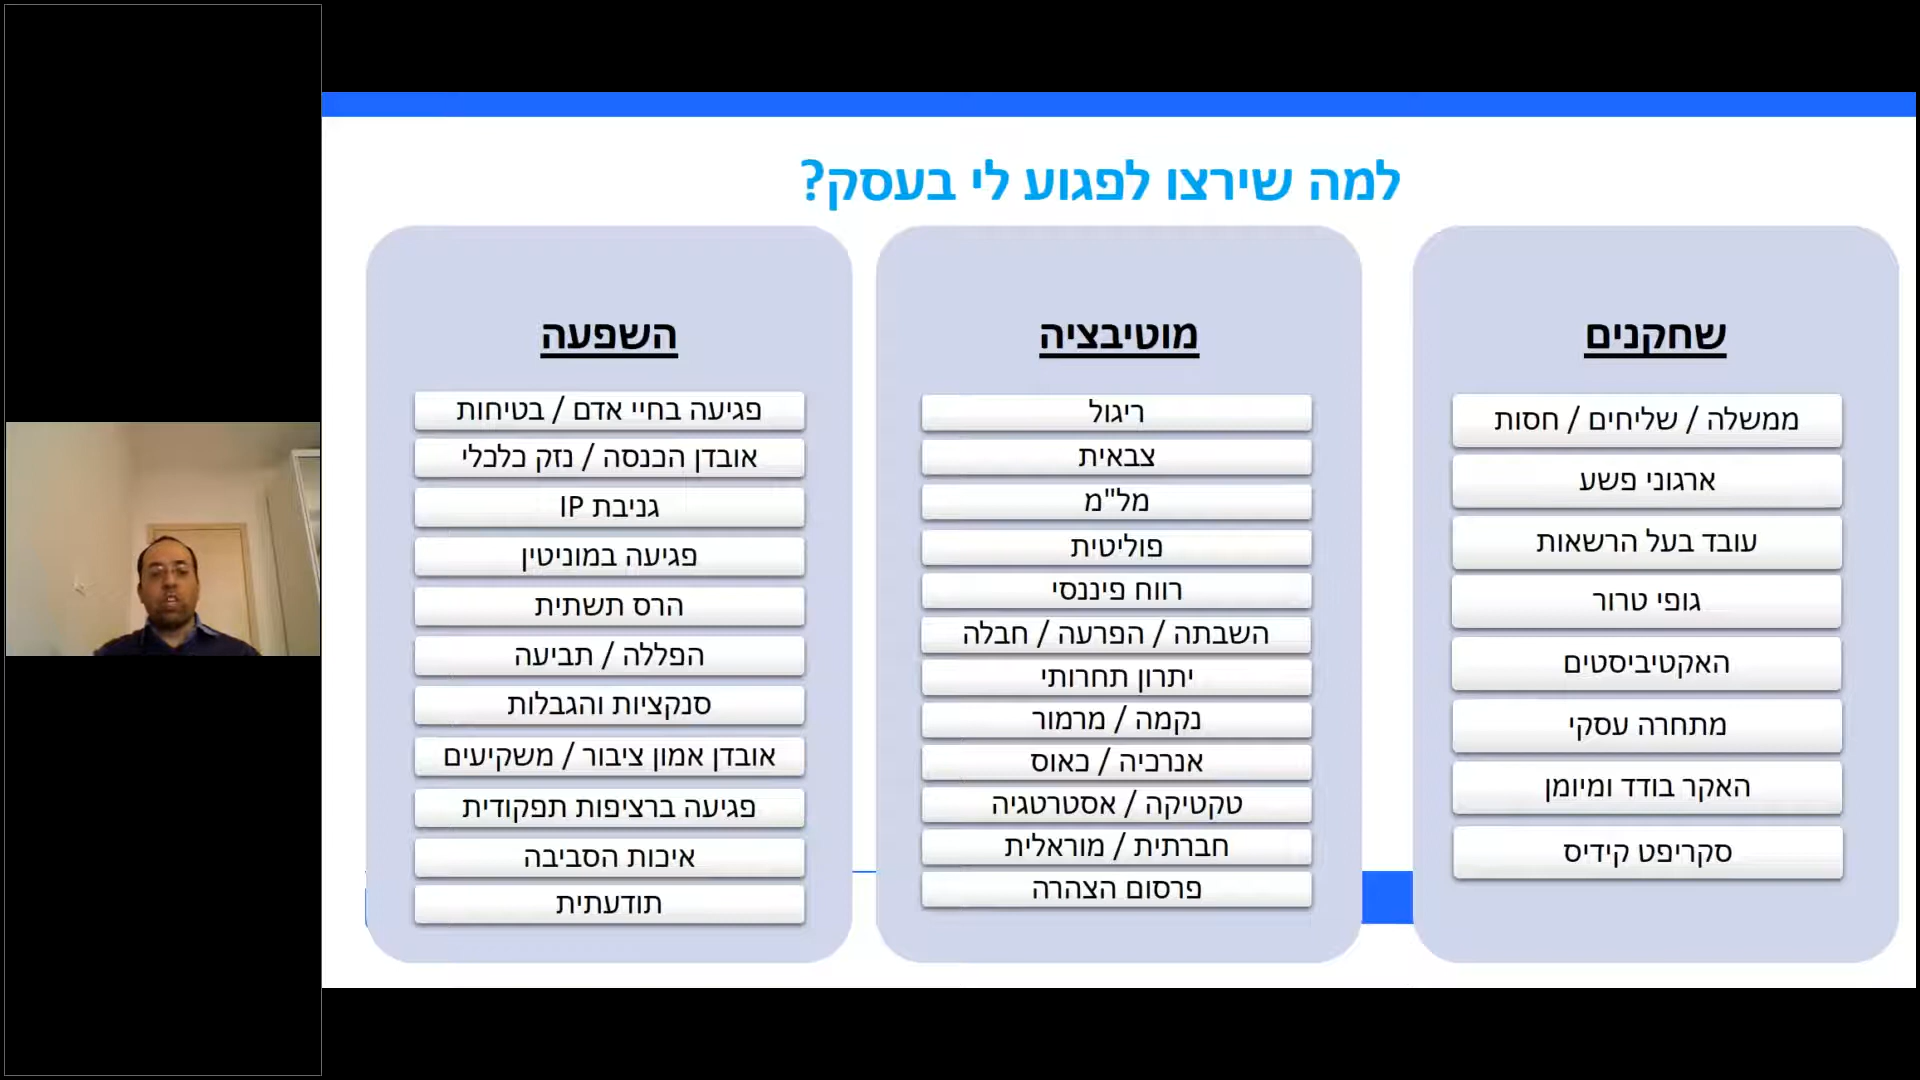 למה שירצו לפגוע לי בעסק?
שחקנים
ממשלה / שליחים / חסות
ארגוני פשע
עובד בעל הרשאות
גופי טרור
האקטיביסטים
מתחרה עסקי
האקר בודד ומיומן
סקריפט קידיס
מוטיבציה
ריגול
צבאית
מל"מ
פוליטית
רווח פיננסי
השבתה / הפרעה / חבלה
יתרון תחרותי
נקמה / מרמור
אנרכיה / כאוס
טקטיקה / אסטרטגיה
חברתית / מוראלית
פרסום הצהרה
השפעה
פגיעה בחיי אדם / בטיחות
אובדן הכנסה / נזק כלכלי
גניבת IP
פגיעה במוניטין
הרס תשתית
הפללה / תביעה
סנקציות והגבלות
אובדן אמון ציבור / משקיעים
פגיעה ברציפות תפקודית
איכות הסביבה
תודעתית